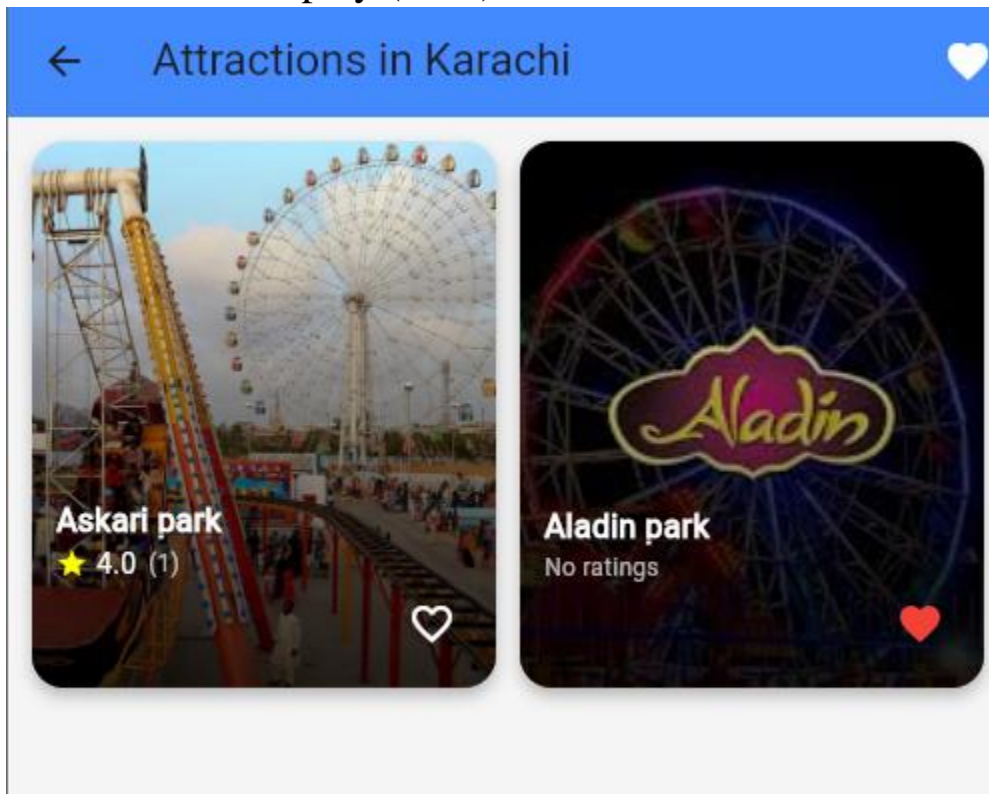 Attractions in Karachi
Askari park
4.0 (1)
Aladin
Aladin park
No ratings